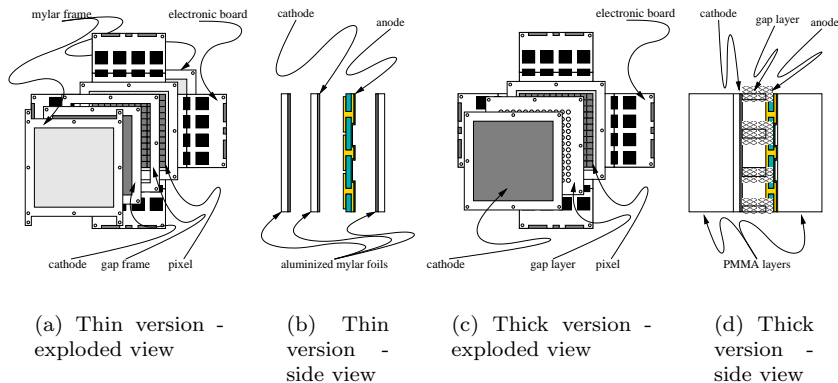 mylar frame
electronic board
cathode
gap frame
pixel
cathode
anode
aluminized mylar foils
electronic board
cathode
gap layer
pixel
cathode
gap layer
anode
PMMA layers
(a) Thin version -
exploded view
(b) Thin
version -
side view
(c) Thick version -
exploded view
(d) Thick
version -
side view